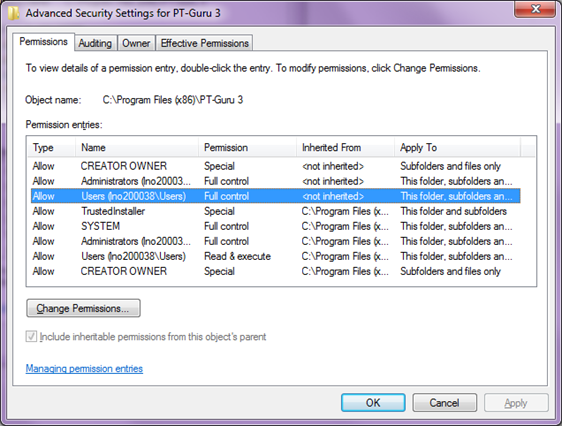 Advanced Security Settings for PT-Guru 3
Permissions Auditing Owner Effective Permissions
To view details of a permission entry, double-click the entry. To modify permissions, click Change Permissions.
Object name: C:\Program Files (x86)\PT-Guru 3
Permission entries:
Type Name Permission Inherited From Apply To
Allow CREATOR OWNER Special <not inherited> Subfolders and files only
Allow Administrators (lno20003... Full control <not inherited> This folder, subfolders an...
Allow Users (lno200038\Users) Full control <not inherited> This folder, subfolders an...
Allow TrustedInstaller Special C:\Program Files (x... This folder and subfolders
Allow SYSTEM Full control C:\Program Files (x... This folder, subfolders an...
Allow Administrators (lno20003... Full control C:\Program Files (x... This folder, subfolders an...
Allow Users (lno200038\Users) Read & execute C:\Program Files (x... This folder, subfolders an...
Allow CREATOR OWNER Special C:\Program Files (x... Subfolders and files only
Change Permissions...
Include inheritable permissions from this object's parent
Managing permission entries
OK Cancel Apply